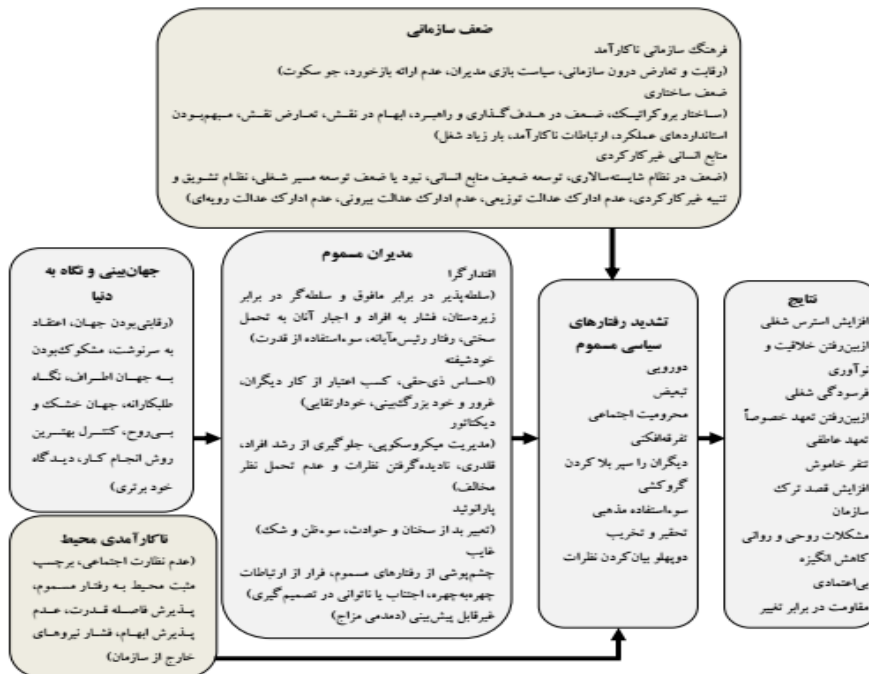 ضعف سازمانی
فرهنگ سازمانی ناکارآمد
(رقابت و تعارض درون سازمانی، سیاست بازی مدیران، عدم ارائه بازخورد، جو سکوت)
ضعف ساختاری
(ساختار بروکراتیک، ضعف در هدف‌گذاری و راهبرد، ابهام در نقش، تعارض نقش، مبهم‌بودن
استانداردهای عملکرد، ارتباطات ناکارآمد، بار زیاد شغل)
منابع انسانی غیرکارکردی
(ضعف در نظام شایسته‌سالاری، توسعه ضعیف منابع انسانی، نبود یا ضعف توسعه مسیر شغلی، نظام تشویق و
تنبیه غیرکارکردی، عدم ادارک عدالت توزیعی، عدم ادارک عدالت بیرونی، عدم ادارک عدالت رویه‌ای)
جهان‌بینی و نگاه به
دنیا
(رقابتی‌بودن جهان، اعتقاد
به سرنوشت، مشکوک‌بودن
به جهان اطراف، نگاه
طلبکارانه، جهان خشک و
بی‌روح، کنترل بهترین
روش انجام کار، دیدگاه
خود برتری)
ناکارآمدی محیط
(عدم نظارت اجتماعی، برچسب
مثبت محیط به رفتار مسموم،
پذیرش فاصله قدرت، عدم
پذیرش ابهام، فشار نیروهای
خارج از سازمان)
مدیران مسموم
اقتدارگرا
(سلطه‌پذیر در برابر مافوق و سلطه‌گر در برابر
زیردستان، فشار به افراد و اجبار آنان به تحمل
سختی، رفتار رئیس‌مآبانه، سوءاستفاده از قدرت)
خودشیفته
(احساس ذی‌حقی، کسب اعتبار از کار دیگران،
غرور و خود بزرگ‌بینی، خودارتقایی)
دیکتاتور
(مدیریت میکروسکوپی، جلوگیری از رشد افراد،
قلدری، نادیده‌گرفتن نظرات و عدم تحمل نظر
مخالف)
پارانوئید
(تعبیر بد از سخنان و حوادث، سوءظن و شک)
غایب
چشم‌پوشی از رفتارهای مسموم، فرار از ارتباطات
چهره‌به‌چهره، اجتناب یا ناتوانی در تصمیم‌گیری)
غیرقابل پیش‌بینی (دمدمی مزاج)
تشدید رفتارهای
سیاسی مسموم
دورویی
تبعیض
محرومیت اجتماعی
تفرقه‌افکنی
دیگران را سپر بلا کردن
گروکشی
سوءاستفاده مذهبی
تحقیر و تخریب
دوپهلو بیان‌کردن نظرات
نتایج
افزایش استرس شغلی
ازبین‌رفتن خلاقیت و
نوآوری
فرسودگی شغلی
ازبین‌رفتن تعهد خصوصاً
تعهد عاطفی
تنفر خاموش
افزایش قصد ترک
سازمان
مشکلات روحی و روانی
کاهش انگیزه
بی‌اعتمادی
مقاومت در برابر تغییر